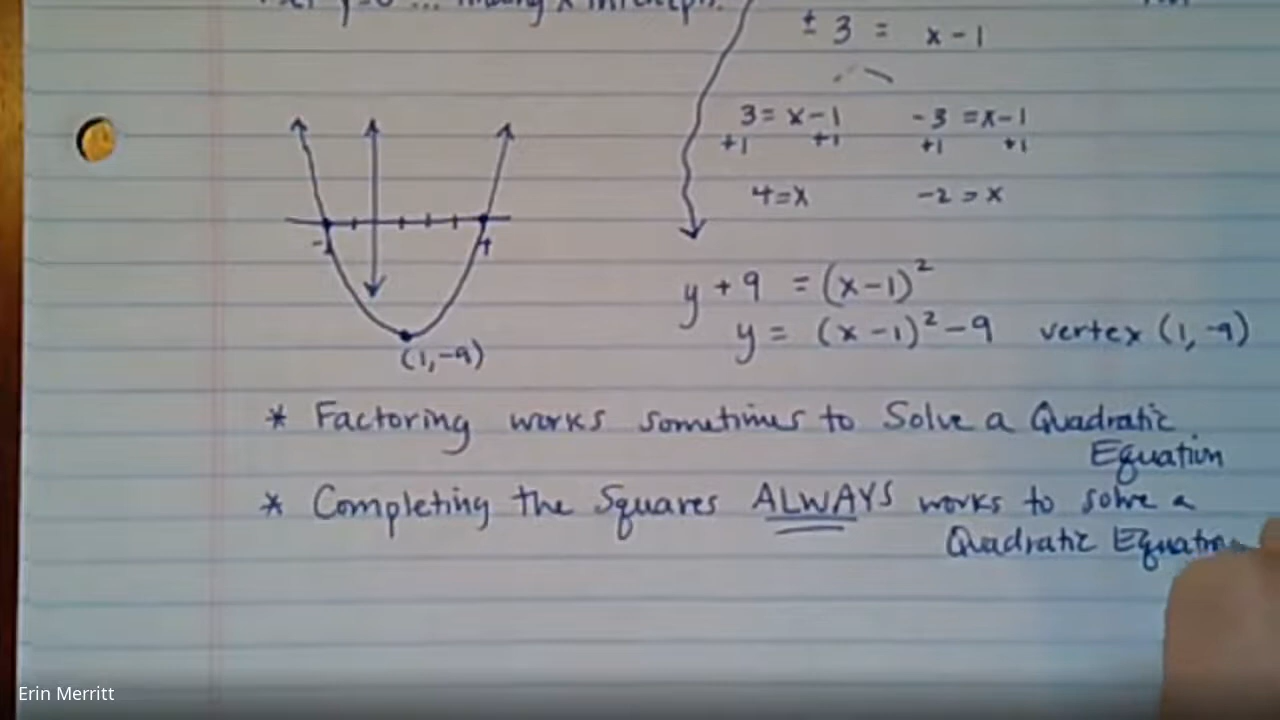 ± 3 = x - 1
3 = x - 1 -3 = x - 1
+1 +1 +1 +1
4 = x -2 = x
-2 4
(1, -9)
y + 9 = (x - 1)²
y = (x - 1)² - 9 vertex (1, -9)
* Factoring works sometimes to Solve a Quadratic
Equation
* Completing the Squares ALWAYS works to solve a
Quadratic Equation
Erin Merritt